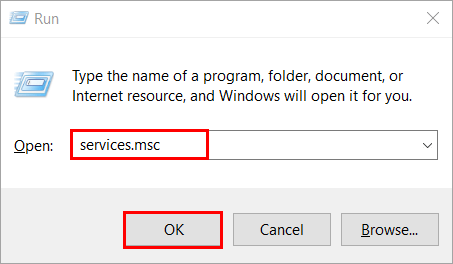 Run
Type the name of a program, folder, document, or
Internet resource, and Windows will open it for you.
Open: services.msc
OK Cancel Browse...